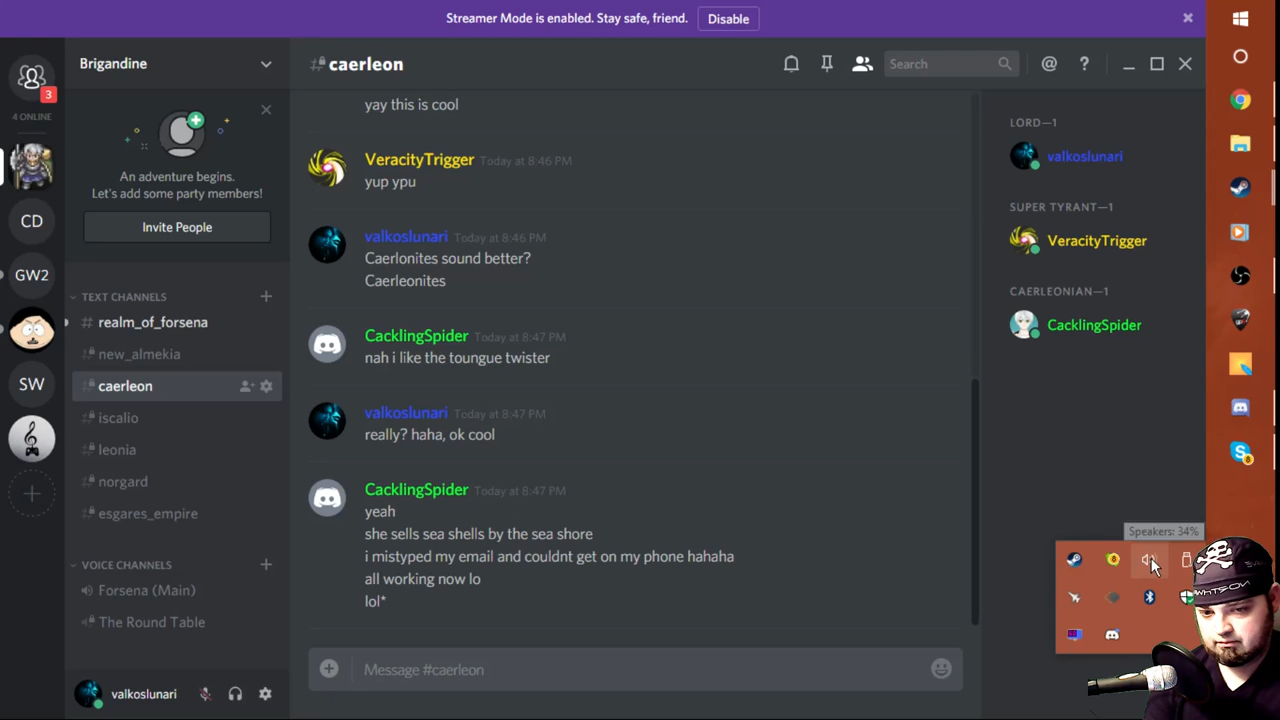 Streamer Mode is enabled. Stay safe, friend.
Disable
3
4 ONLINE
CD
GW2
SW
Brigandine
An adventure begins.
Let's add some party members!
Invite People
TEXT CHANNELS
# realm_of_forsena
# new_almekia
# caerleon
# iscalio
# leonia
# norgard
# esgares_empire
VOICE CHANNELS
Forsena (Main)
The Round Table
valkoslunari
# caerleon
Search
@
?
yay this is cool
VeracityTrigger Today at 8:46 PM
yup ypu
valkoslunari Today at 8:46 PM
Caerlonites sound better?
Caerleonites
CacklingSpider Today at 8:47 PM
nah i like the toungue twister
valkoslunari Today at 8:47 PM
really? haha, ok cool
CacklingSpider Today at 8:47 PM
yeah
she sells sea shells by the sea shore
i mistyped my email and couldnt get on my phone hahaha
all working now lo
lol*
Message #caerleon
LORD—1
valkoslunari
SUPER TYRANT—1
VeracityTrigger
CAERLEONIAN—1
CacklingSpider
Speakers: 34%